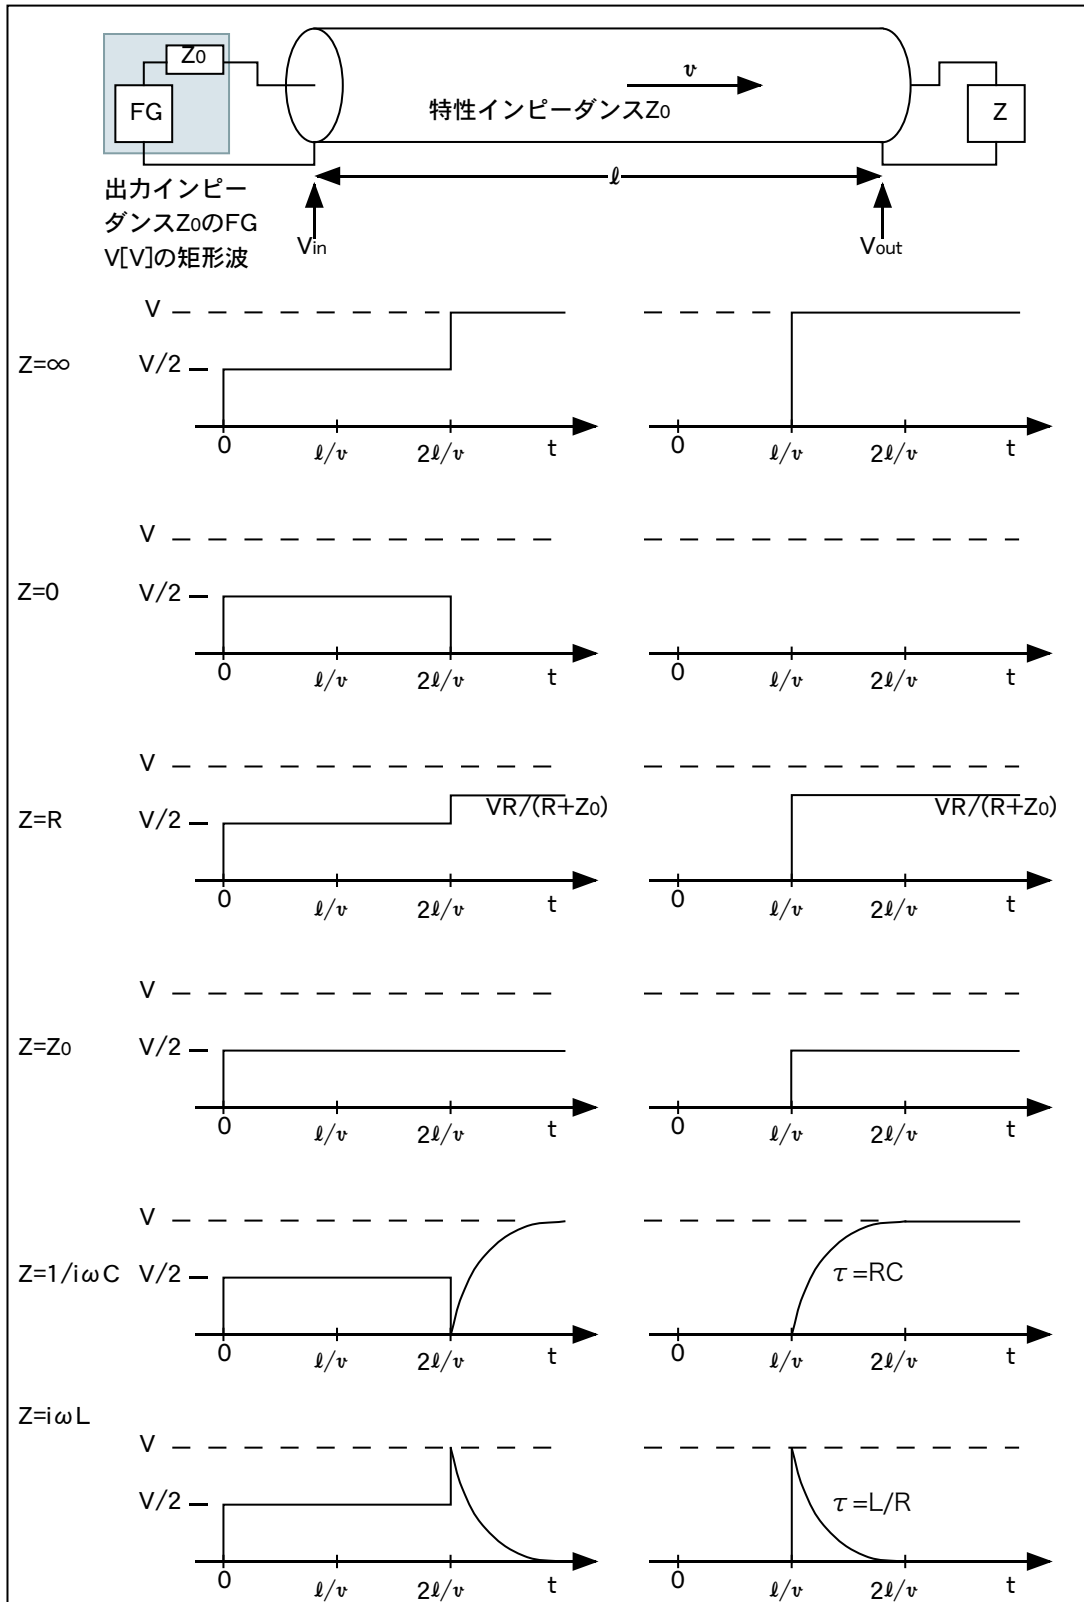 Z0
FG
v
特性インピーダンスZ0
Z
ℓ
出力インピー
ダンスZ0のFG
V[V]の矩形波
Vin
Vout
V
Z=∞
V/2
0
ℓ/v
2ℓ/v
t
0
ℓ/v
2ℓ/v
t
V
Z=0
V/2
0
ℓ/v
2ℓ/v
t
0
ℓ/v
2ℓ/v
t
V
Z=R
V/2
VR/(R+Z0)
VR/(R+Z0)
0
ℓ/v
2ℓ/v
t
0
ℓ/v
2ℓ/v
t
V
Z=Z0
V/2
0
ℓ/v
2ℓ/v
t
0
ℓ/v
2ℓ/v
t
V
Z=1/iωC
V/2
τ=RC
0
ℓ/v
2ℓ/v
t
0
ℓ/v
2ℓ/v
t
Z=iωL
V
V/2
τ=L/R
0
ℓ/v
2ℓ/v
t
0
ℓ/v
2ℓ/v
t